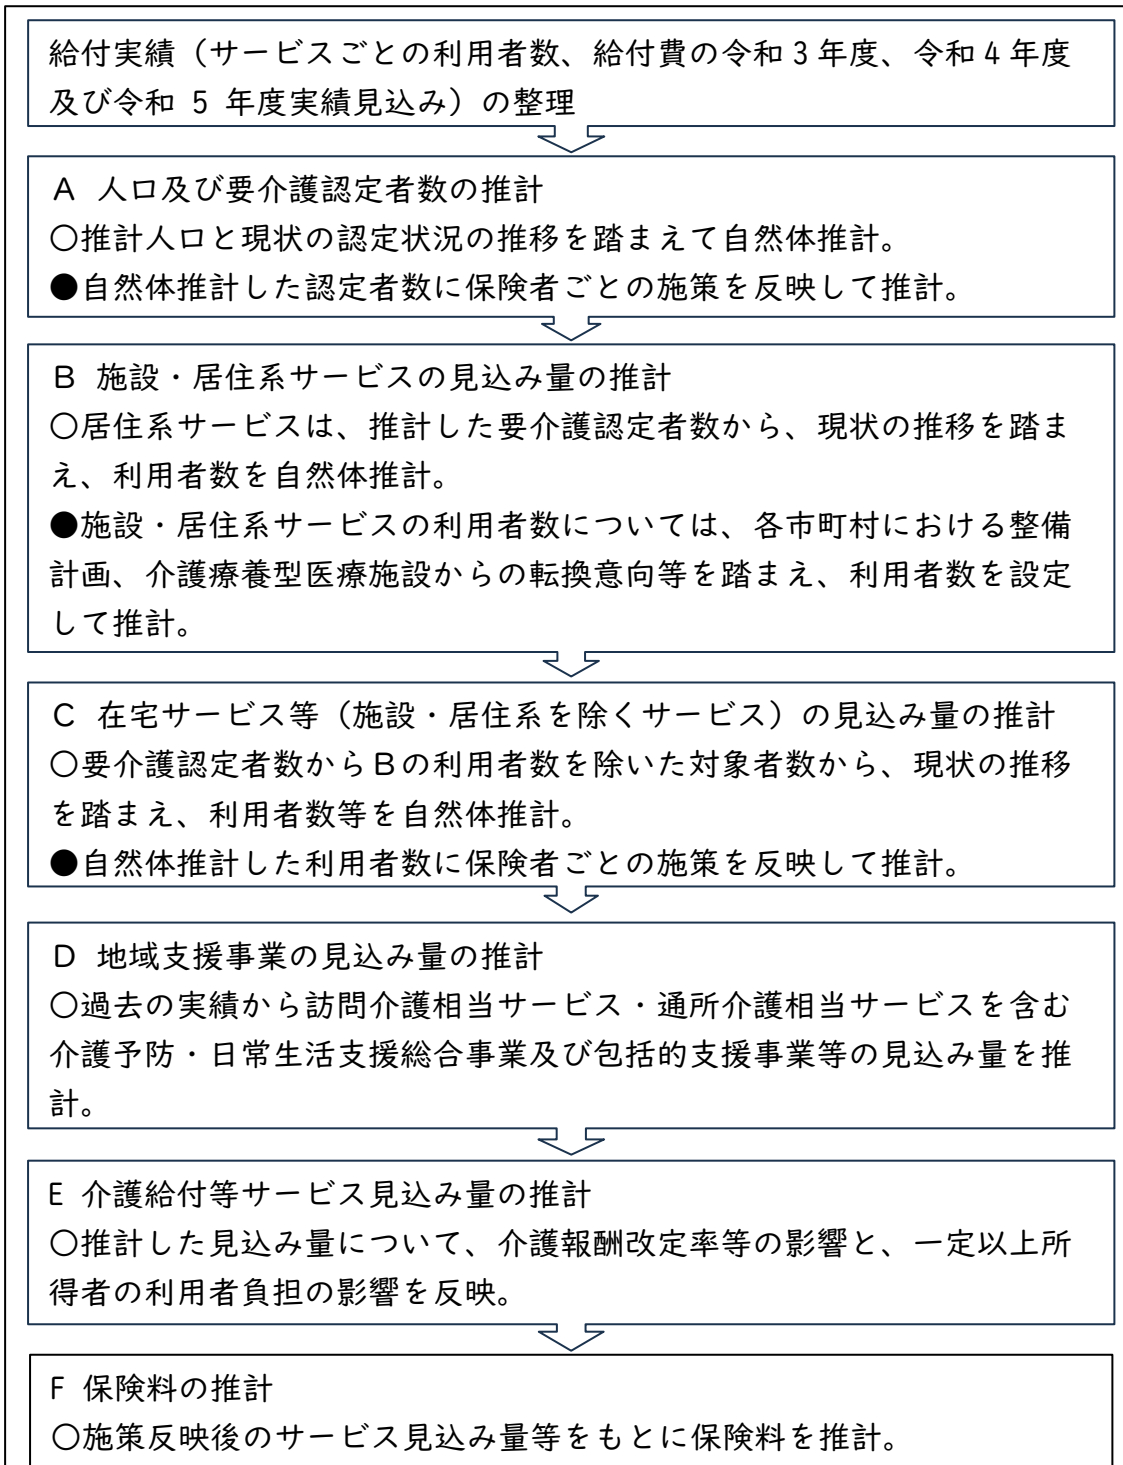 給付実績（サービスごとの利用者数、給付費の令和3年度、令和4年度
及び令和 5 年度実績見込み）の整理
A 人口及び要介護認定者数の推計
○推計人口と現状の認定状況の推移を踏まえて自然体推計。
●自然体推計した認定者数に保険者ごとの施策を反映して推計。
B 施設・居住系サービスの見込み量の推計
○居住系サービスは、推計した要介護認定者数から、現状の推移を踏ま
え、利用者数を自然体推計。
●施設・居住系サービスの利用者数については、各市町村における整備
計画、介護療養型医療施設からの転換意向等を踏まえ、利用者数を設定
して推計。
C 在宅サービス等（施設・居住系を除くサービス）の見込み量の推計
○要介護認定者数からBの利用者数を除いた対象者数から、現状の推移
を踏まえ、利用者数等を自然体推計。
●自然体推計した利用者数に保険者ごとの施策を反映して推計。
D 地域支援事業の見込み量の推計
○過去の実績から訪問介護相当サービス・通所介護相当サービスを含む
介護予防・日常生活支援総合事業及び包括的支援事業等の見込み量を推
計。
E 介護給付等サービス見込み量の推計
○推計した見込み量について、介護報酬改定率等の影響と、一定以上所
得者の利用者負担の影響を反映。
F 保険料の推計
○施策反映後のサービス見込み量等をもとに保険料を推計。